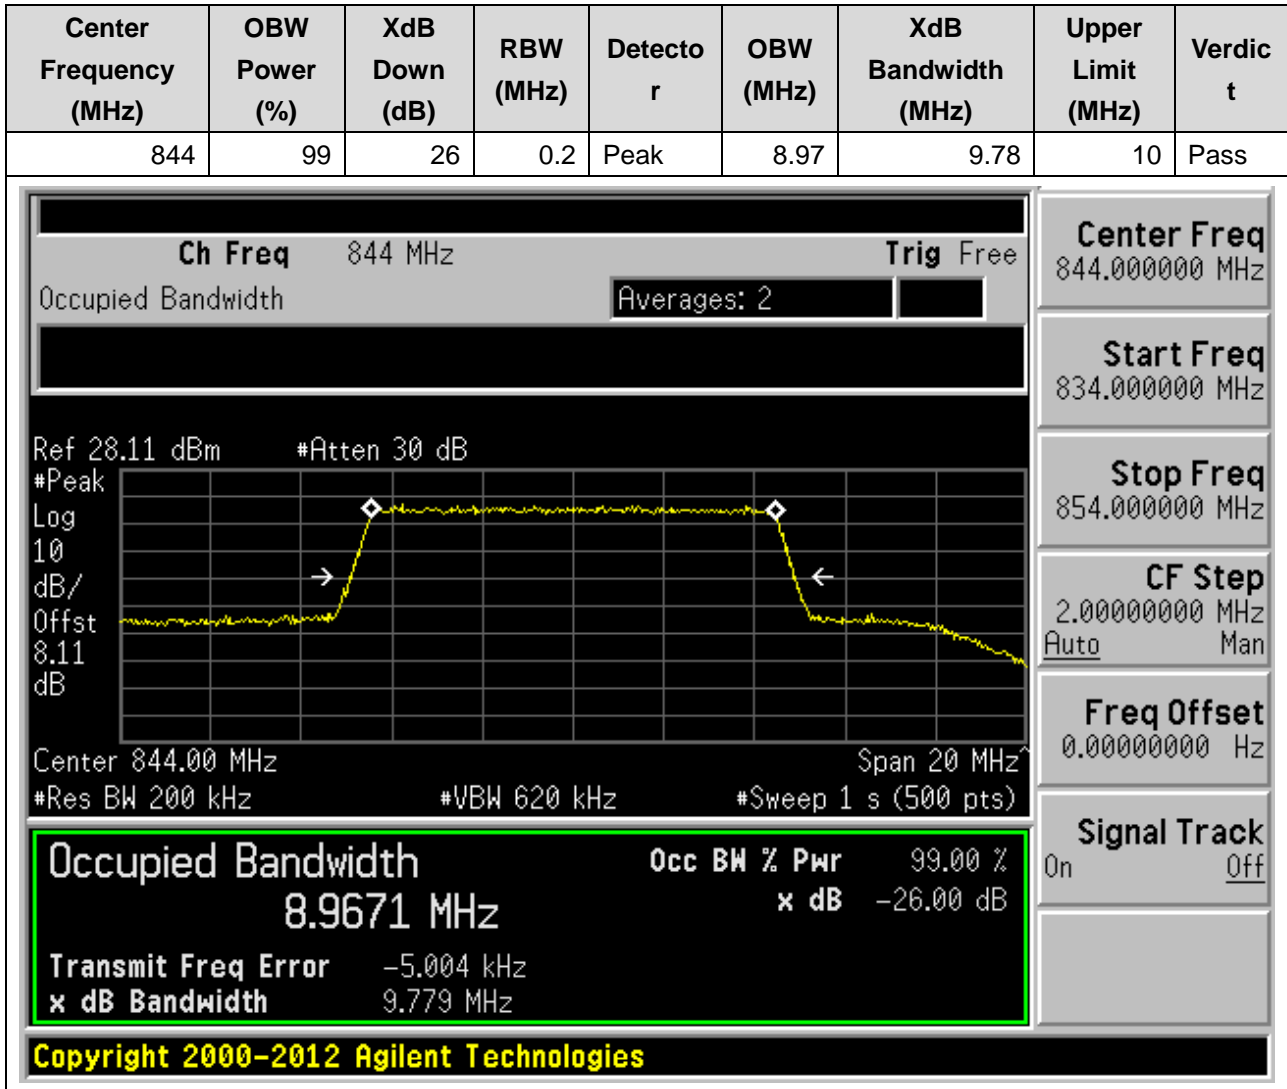 Center Frequency (MHz) OBW Power (%) XdB Down (dB) RBW (MHz) Detector OBW (MHz) XdB Bandwidth (MHz) Upper Limit (MHz) Verdict
844 99 26 0.2 Peak 8.97 9.78 10 Pass
Ch Freq 844 MHz Trig Free
Occupied Bandwidth Averages: 2
Ref 28.11 dBm #Atten 30 dB
#Peak
Log
10
dB/
Offst
8.11
dB
Center 844.00 MHz Span 20 MHz^
#Res BW 200 kHz #VBW 620 kHz #Sweep 1 s (500 pts)
Occupied Bandwidth Occ BW % Pwr 99.00 %
8.9671 MHz x dB -26.00 dB
Transmit Freq Error -5.004 kHz
x dB Bandwidth 9.779 MHz
Copyright 2000-2012 Agilent Technologies
Center Freq
844.000000 MHz
Start Freq
834.000000 MHz
Stop Freq
854.000000 MHz
CF Step
2.00000000 MHz
Auto Man
Freq Offset
0.00000000 Hz
Signal Track
On Off